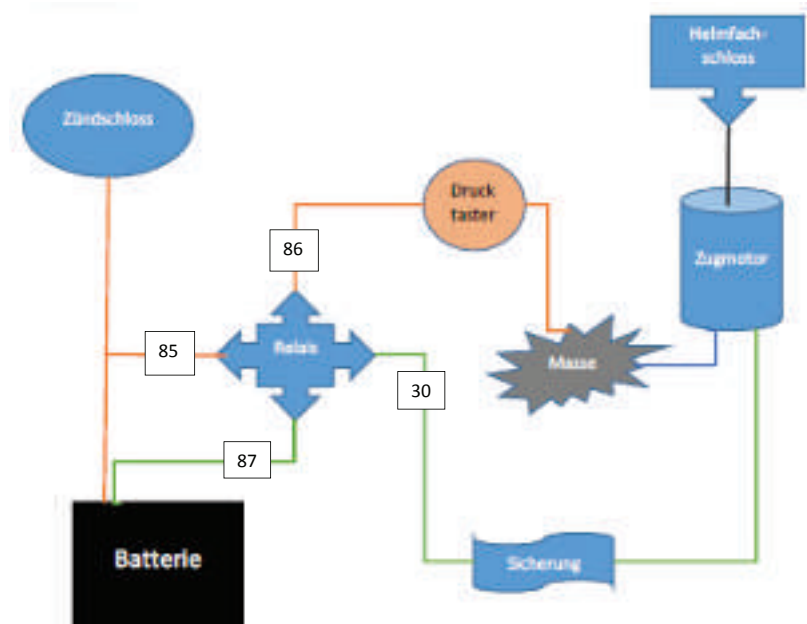 Helmfach-
schloss
Zündschloss
Druck
taster
86
Zugmotor
85
Relais
Masse
30
87
Batterie
Sicherung